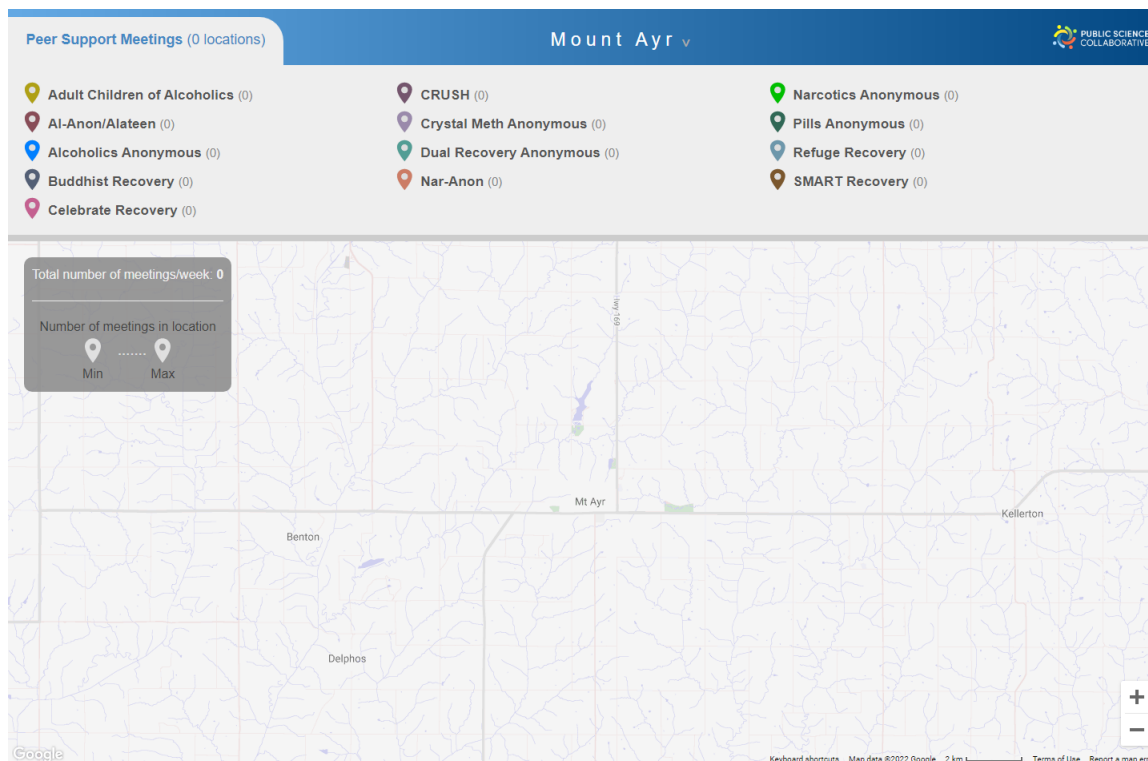 Peer Support Meetings (0 locations)
Mount Ayr v
PUBLIC SCIENCE
COLLABORATIVE
Adult Children of Alcoholics (0)
Al-Anon/Alateen (0)
Alcoholics Anonymous (0)
Buddhist Recovery (0)
Celebrate Recovery (0)
CRUSH (0)
Crystal Meth Anonymous (0)
Dual Recovery Anonymous (0)
Nar-Anon (0)
Narcotics Anonymous (0)
Pills Anonymous (0)
Refuge Recovery (0)
SMART Recovery (0)
Total number of meetings/week: 0
Number of meetings in location
Min ....... Max
Hwy 169
Mt Ayr
Kellerton
Benton
Delphos
+
−
Google
Keyboard shortcuts Map data ©2022 Google 2 km Terms of Use Report a map